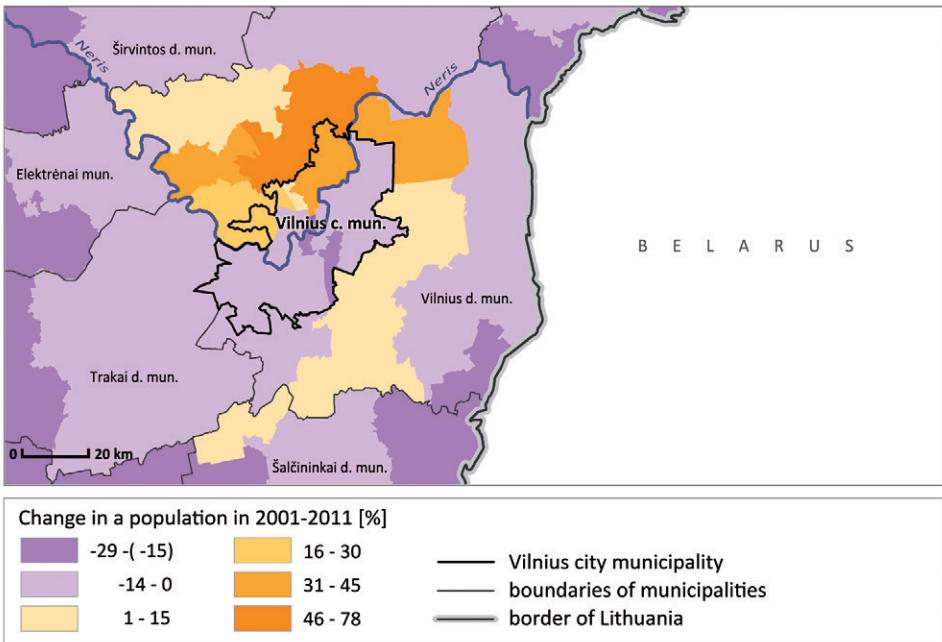 Neris
Širvintos d. mun.
Neris
Elektrėnai mun.
Vilnius c. mun.
BELARUS
Vilnius d. mun.
Trakai d. mun.
0 20 km
Šalčininkai d. mun.
Change in a population in 2001-2011 [%]
-29 -( -15)
-14 - 0
1 - 15
16 - 30
31 - 45
46 - 78
Vilnius city municipality
boundaries of municipalities
border of Lithuania